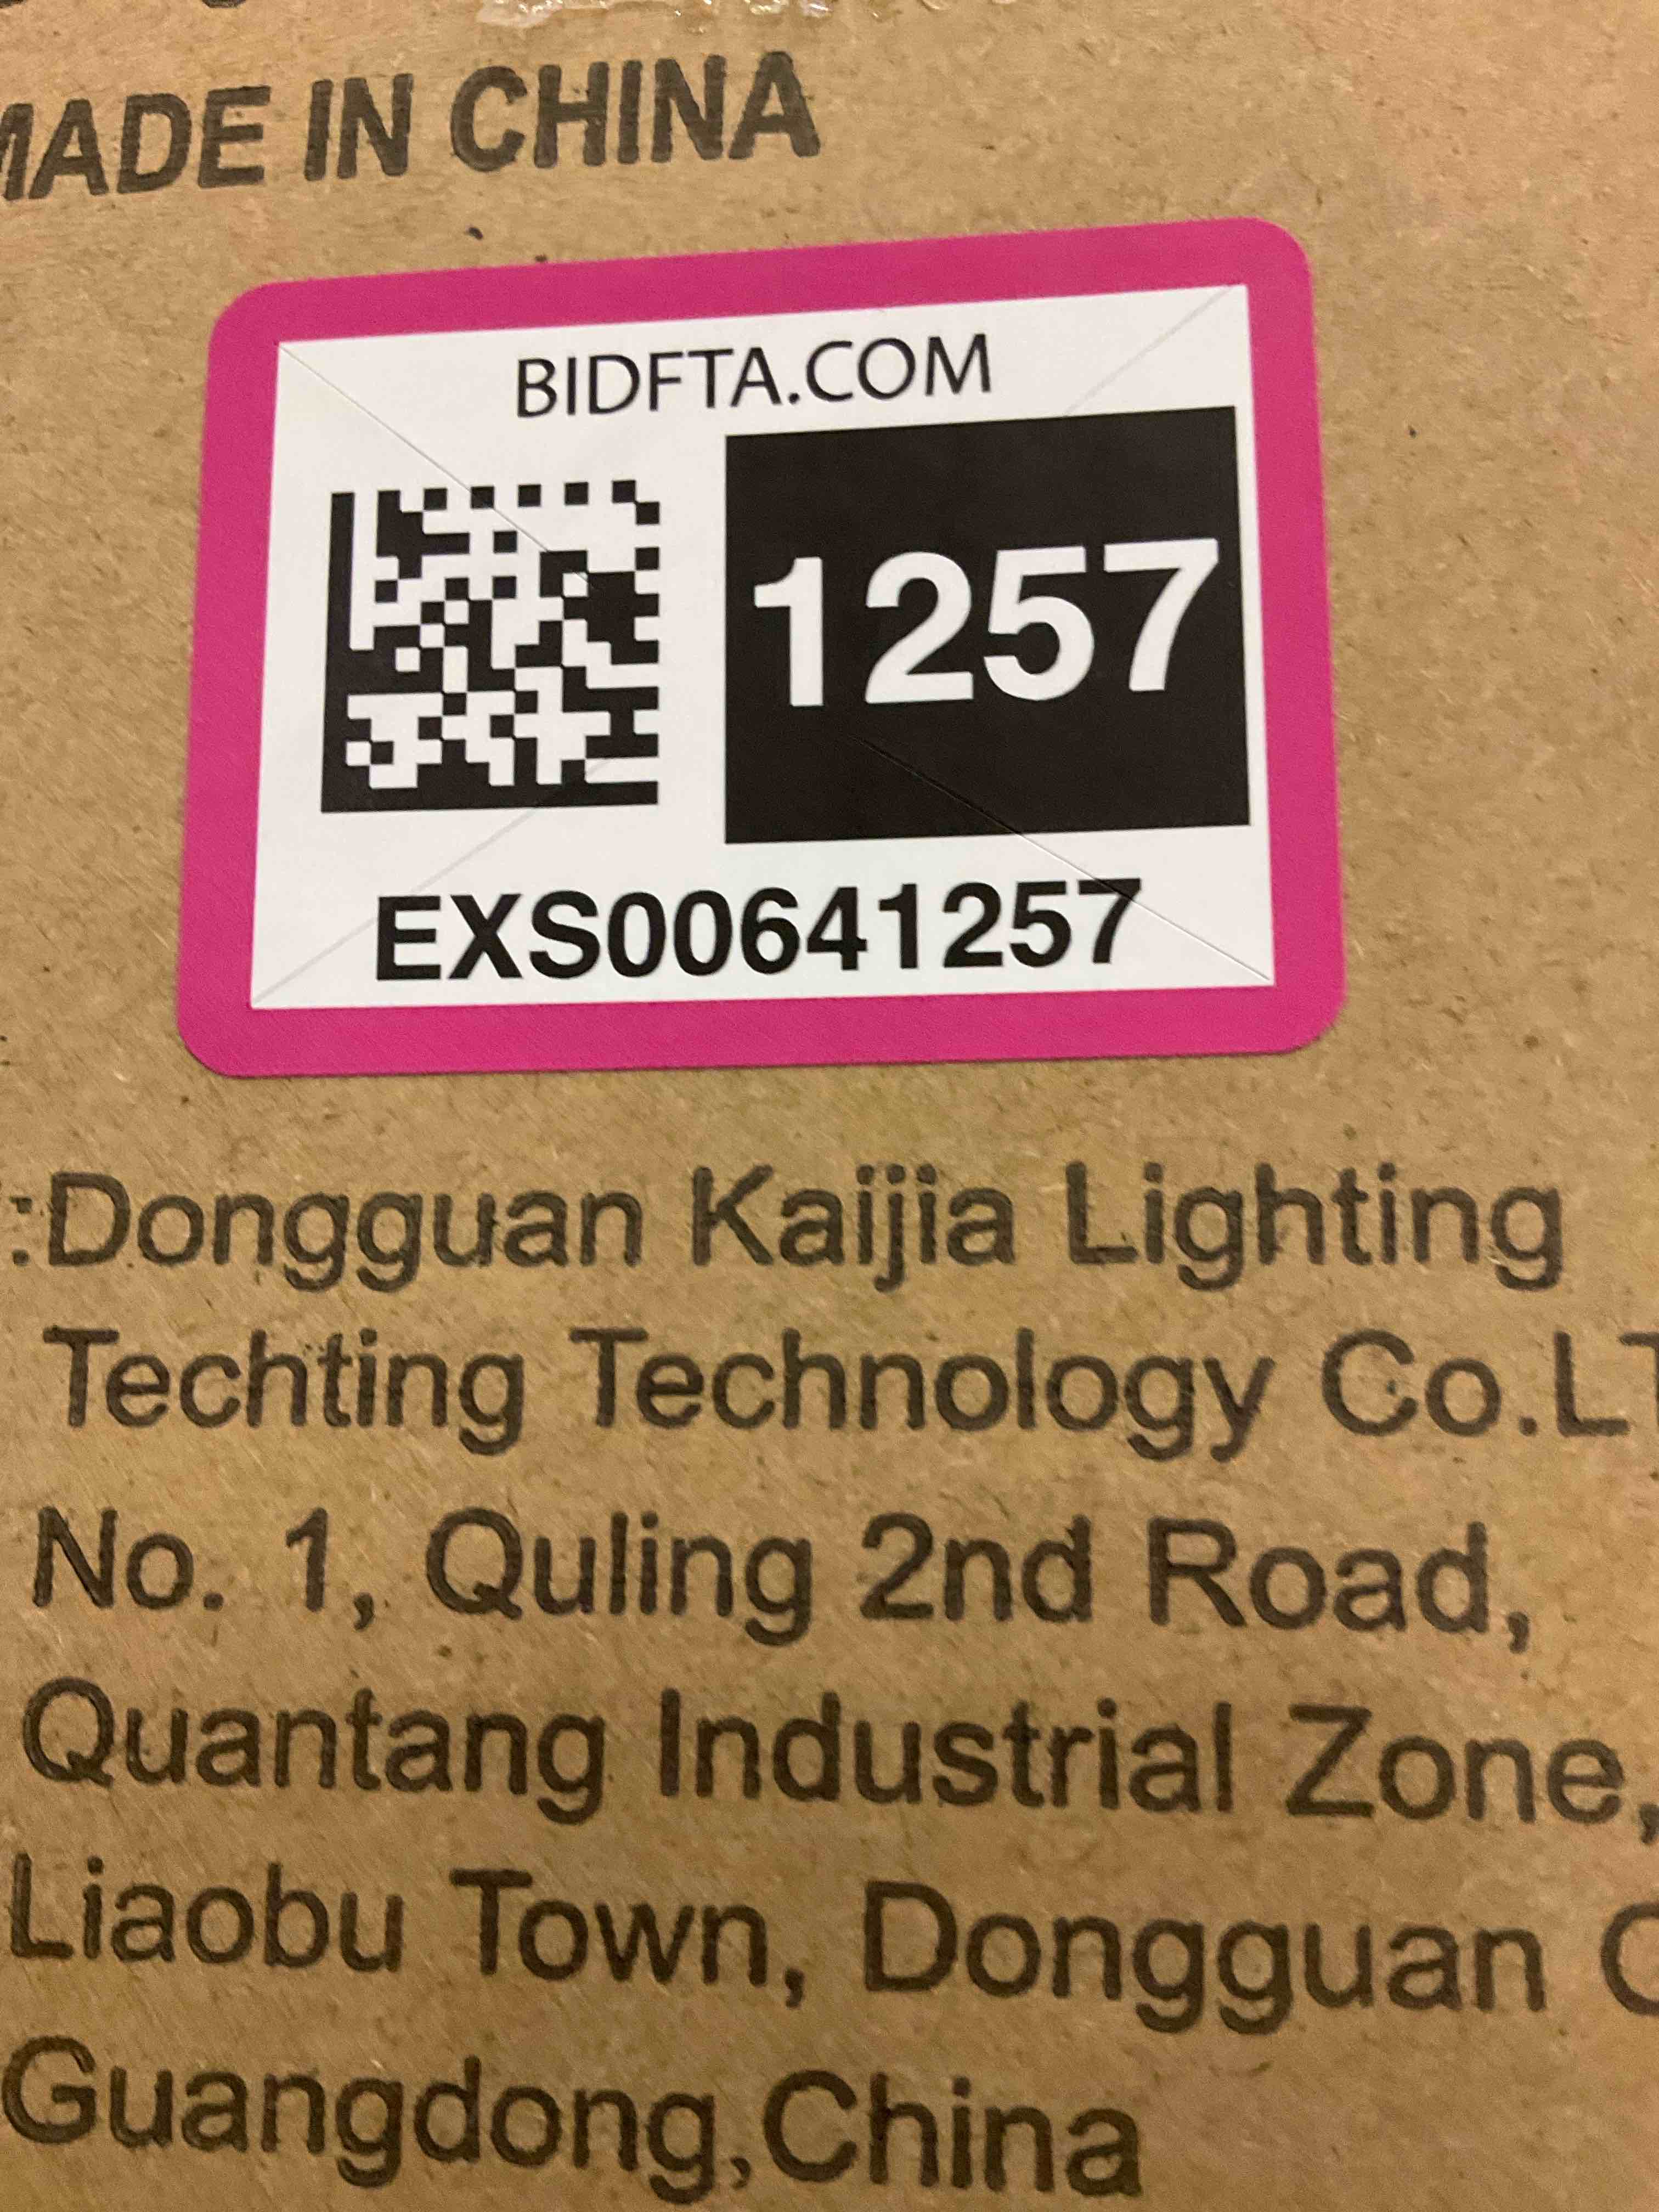 MADE IN CHINA
BIDFTA.COM
1257
EXS00641257
:Dongguan Kaijia Lighting
Techting Technology Co.LT
No. 1, Quling 2nd Road,
Quantang Industrial Zone,
Liaobu Town, Dongguan C
Guangdong,China